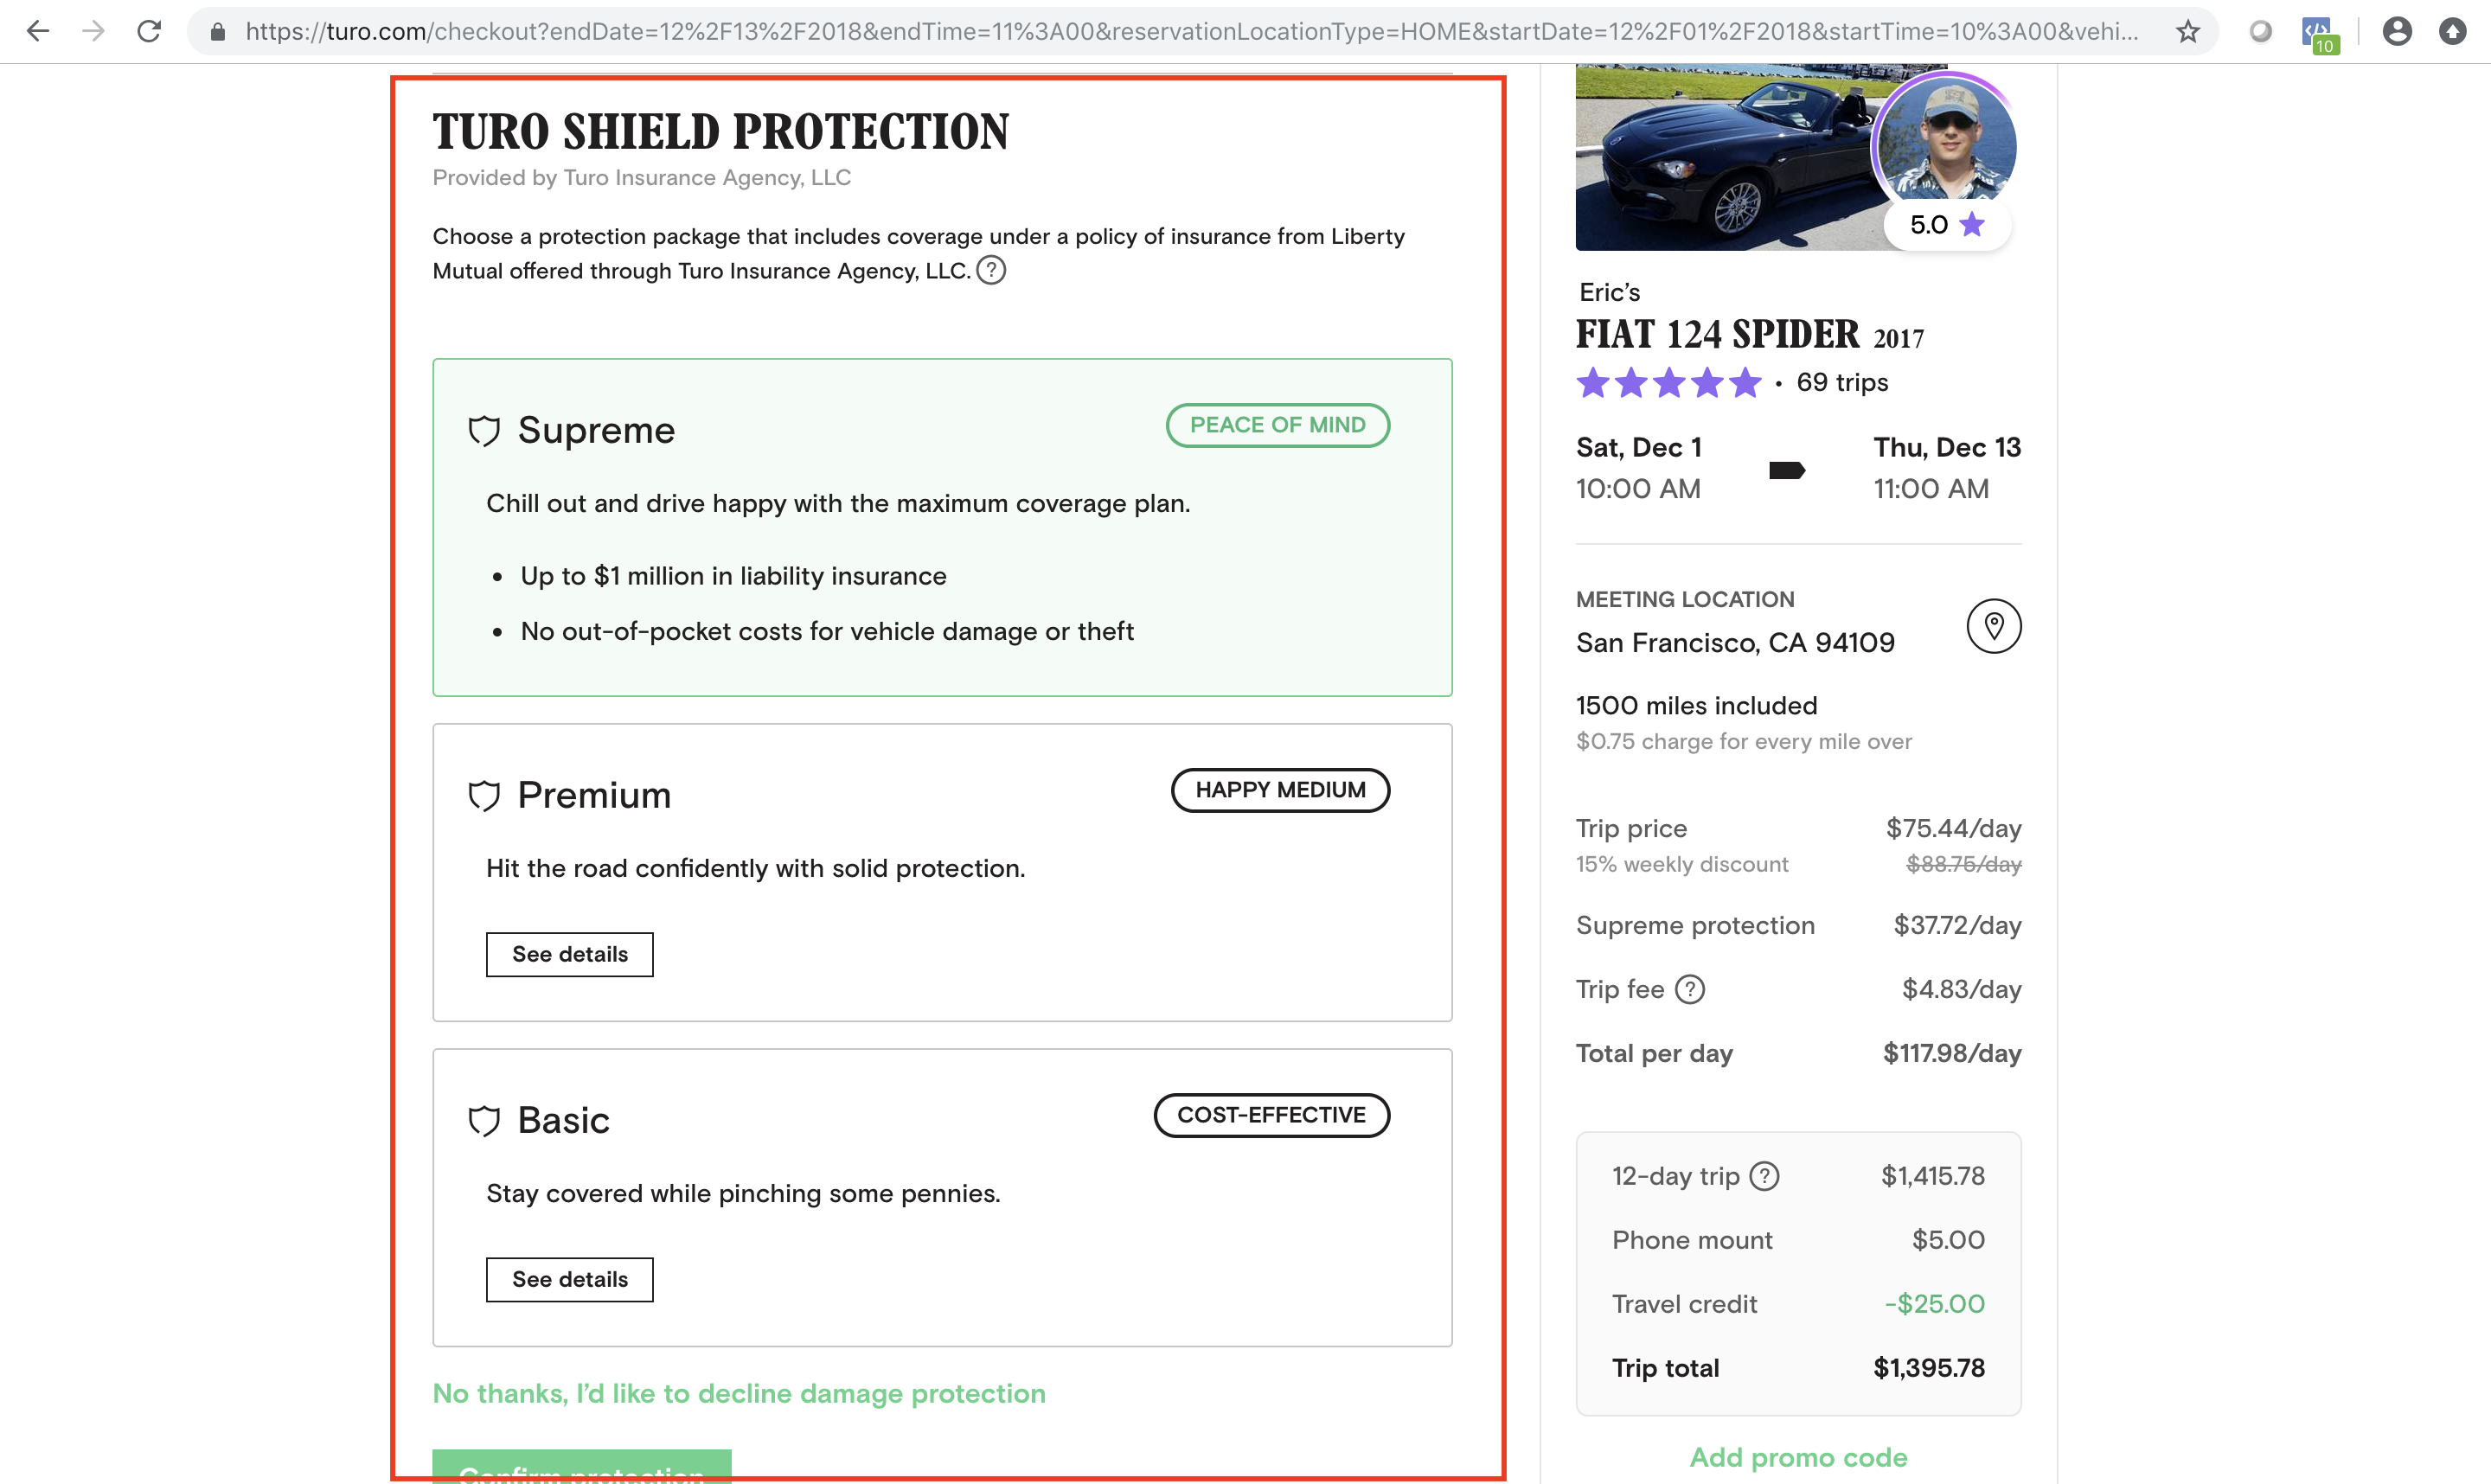 https://turo.com/checkout?endDate=12%2F13%2F2018&endTime=11%3A00&reservationLocationType=HOME&startDate=12%2F01%2F2018&startTime=10%3A00&vehi...
10
TURO SHIELD PROTECTION
Provided by Turo Insurance Agency, LLC
Choose a protection package that includes coverage under a policy of insurance from Liberty
Mutual offered through Turo Insurance Agency, LLC. ?
Supreme
PEACE OF MIND
Chill out and drive happy with the maximum coverage plan.
• Up to $1 million in liability insurance
• No out-of-pocket costs for vehicle damage or theft
Premium
HAPPY MEDIUM
Hit the road confidently with solid protection.
See details
Basic
COST-EFFECTIVE
Stay covered while pinching some pennies.
See details
No thanks, I'd like to decline damage protection
Confirm protection
5.0
Eric's
FIAT 124 SPIDER 2017
• 69 trips
Sat, Dec 1
10:00 AM
Thu, Dec 13
11:00 AM
MEETING LOCATION
San Francisco, CA 94109
1500 miles included
$0.75 charge for every mile over
Trip price $75.44/day
15% weekly discount $88.75/day
Supreme protection $37.72/day
Trip fee ? $4.83/day
Total per day $117.98/day
12-day trip ? $1,415.78
Phone mount $5.00
Travel credit -$25.00
Trip total $1,395.78
Add promo code